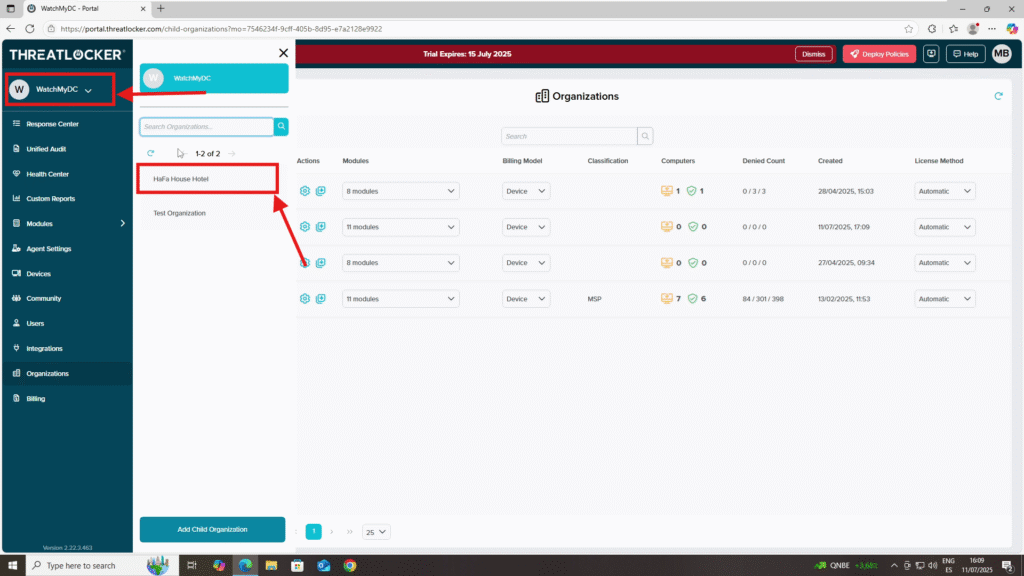 WatchMyDC - Portal
https://portal.threatlocker.com/child-organizations?mo=7546234f-9cff-405b-8d95-e7a2128e9922
THREATLOCKER
Trial Expires: 15 July 2025
Dismiss
Deploy Policies
Help
MB
W WatchMyDC
W WatchMyDC
Organizations
Search Organizations...
Search
1-2 of 2
HaFa House Hotel
Test Organization
Add Child Organization
Response Center
Unified Audit
Health Center
Custom Reports
Modules
Agent Settings
Devices
Community
Users
Integrations
Organizations
Billing
Version 2.22.3.463
Actions Modules Billing Model Classification Computers Denied Count Created License Method
8 modules Device 1 1 0 / 3 / 3 28/04/2025, 15:03 Automatic
11 modules Device 0 0 0 / 0 / 0 11/07/2025, 17:09 Automatic
8 modules Device 0 0 0 / 0 / 0 27/04/2025, 09:34 Automatic
11 modules Device MSP 7 6 84 / 301 / 398 13/02/2025, 11:53 Automatic
1
25
Type here to search
QNBE +3,68%
ENG
ES
16:09
11/07/2025
2